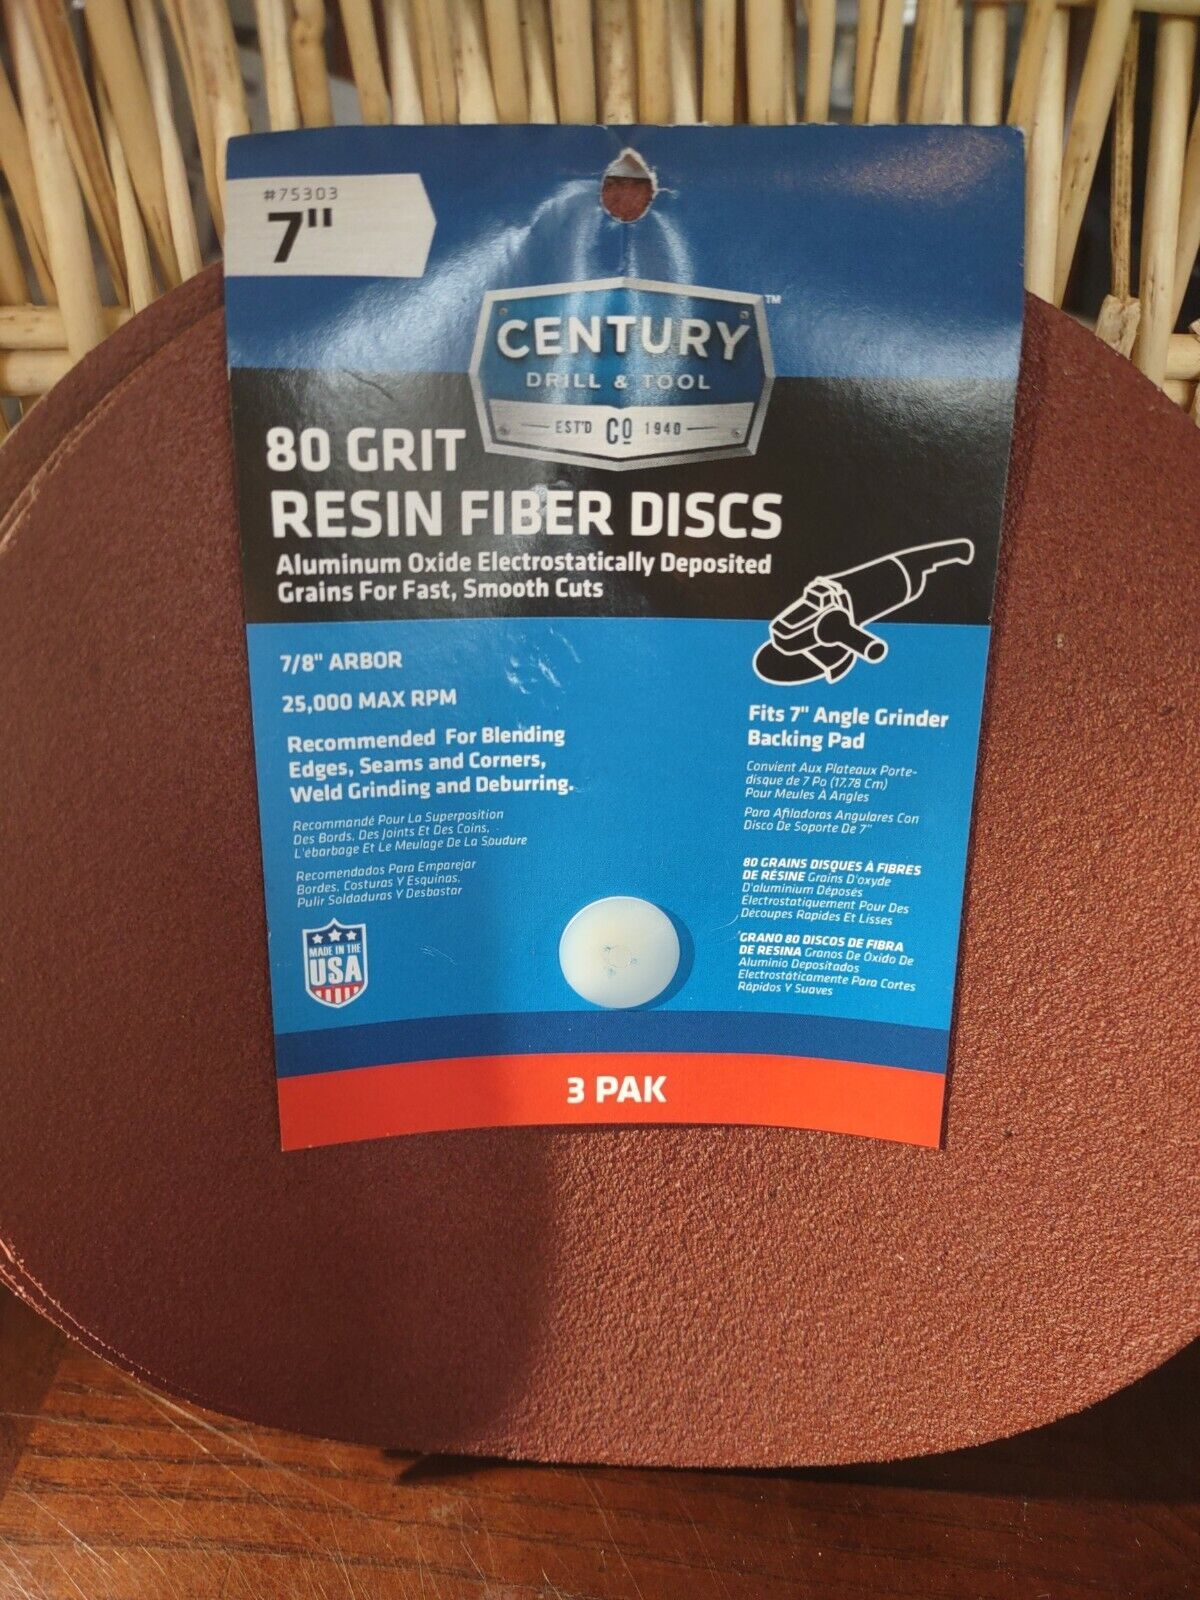 #75303
7"
CENTURY™
DRILL & TOOL
EST'D Co 1940
80 GRIT
RESIN FIBER DISCS
Aluminum Oxide Electrostatically Deposited
Grains For Fast, Smooth Cuts
7/8" ARBOR
25,000 MAX RPM
Recommended For Blending
Edges, Seams and Corners,
Weld Grinding and Deburring.
Recommandé Pour La Superposition
Des Bords, Des Joints Et Des Coins,
L'ébarbage Et Le Meulage De La Soudure
Recomendados Para Emparejar
Bordes, Costuras Y Esquinas,
Pulir Soldaduras Y Desbastar
MADE IN THE
USA
Fits 7" Angle Grinder
Backing Pad
Convient Aux Plateaux Porte-
disque de 7 Po (17,78 Cm)
Pour Meules À Angles
Para Afiladoras Angulares Con
Disco De Soporte De 7"
80 GRAINS DISQUES À FIBRES
DE RÉSINE Grains D'oxyde
D'aluminium Déposés
Électrostatiquement Pour Des
Découpes Rapides Et Lisses
GRANO 80 DISCOS DE FIBRA
DE RESINA Granos De Oxido De
Aluminio Depositados
Electrostáticamente Para Cortes
Rápidos Y Suaves
3 PAK